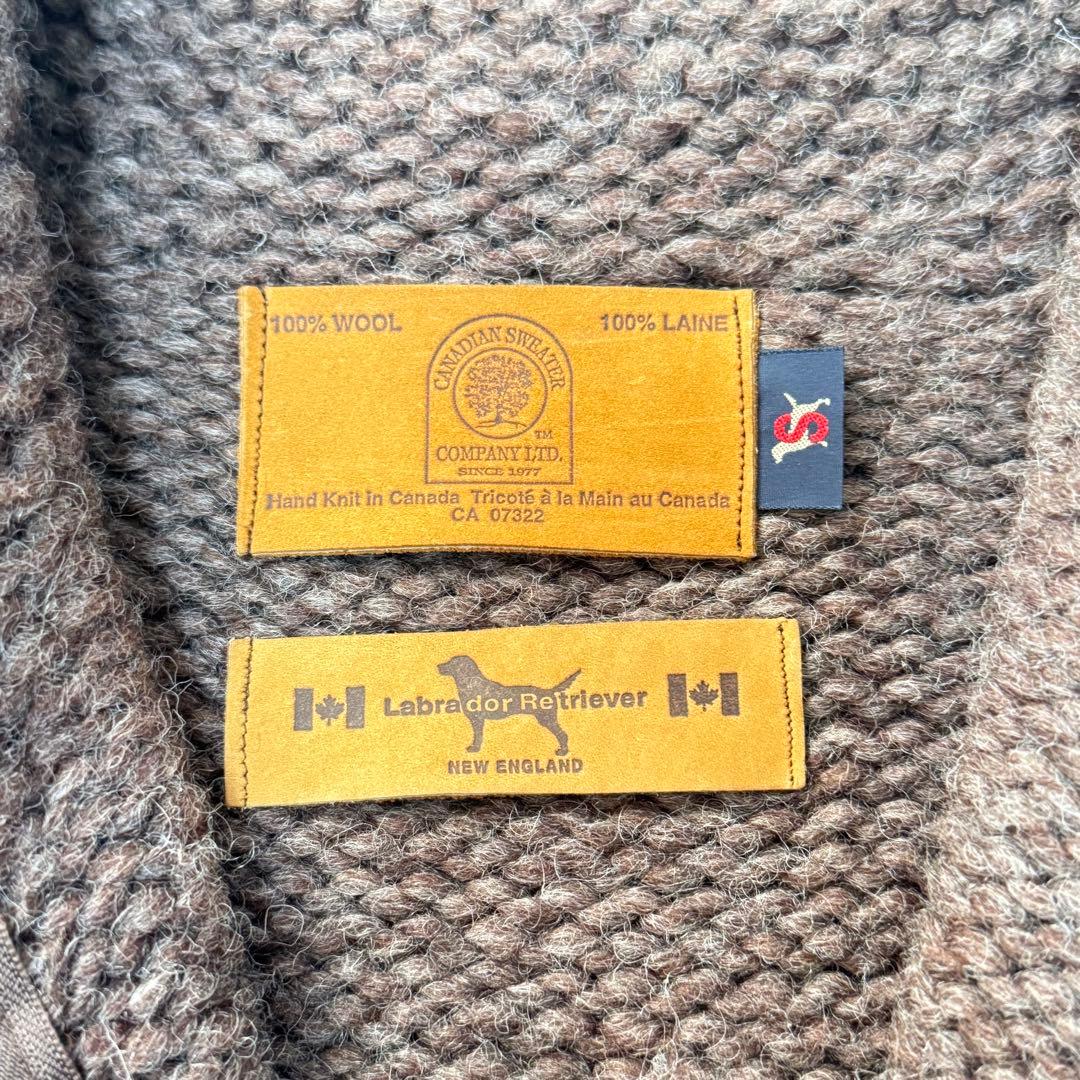 100% WOOL 100% LAINE
CANADIAN SWEATER
TM
COMPANY LTD.
SINCE 1977
Hand Knit in Canada Tricoté à la Main au Canada
CA 07322
S
Labrador Retriever
NEW ENGLAND